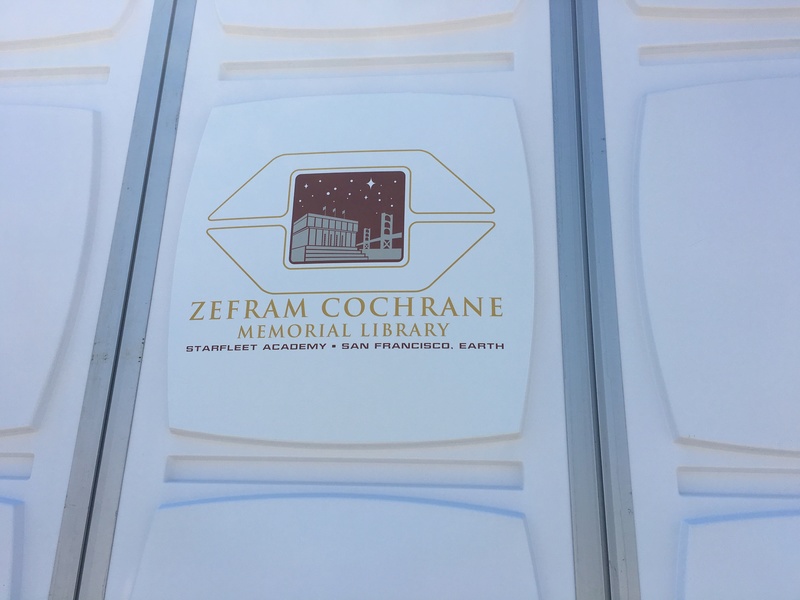 ZEFRAM COCHRANE
MEMORIAL LIBRARY
STARFLEET ACADEMY • SAN FRANCISCO, EARTH